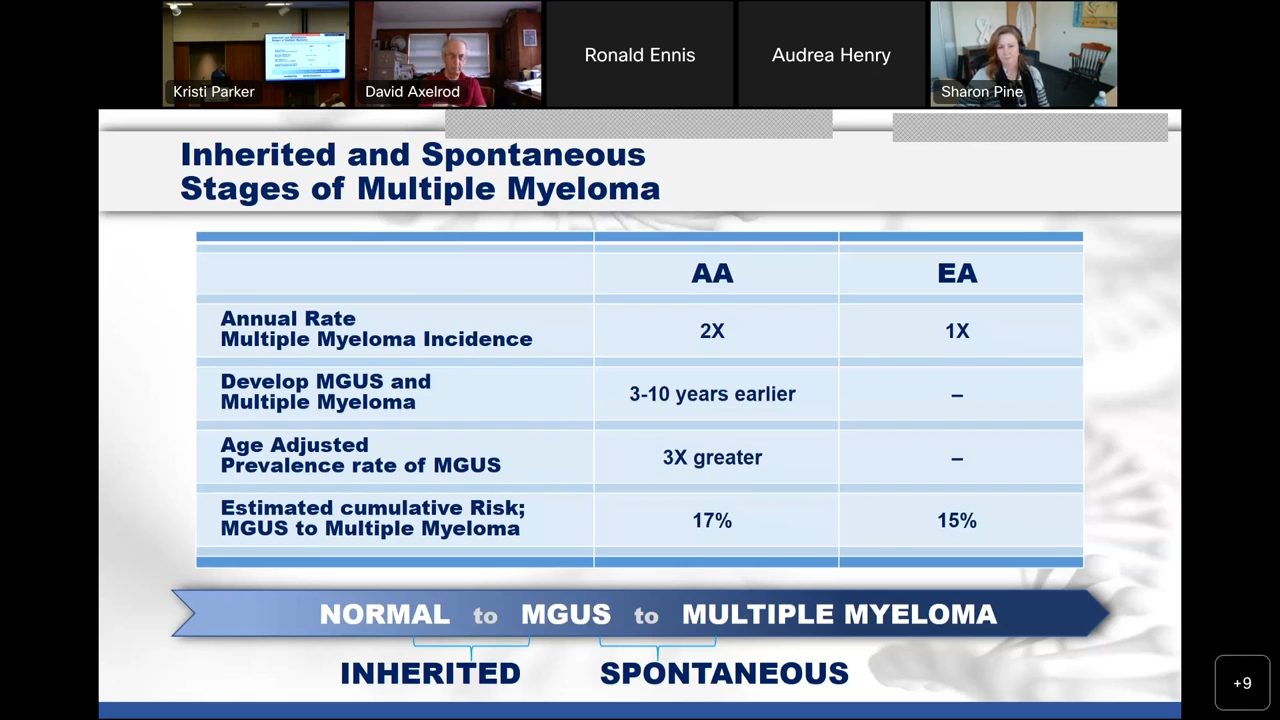 Kristi Parker
David Axelrod
Ronald Ennis
Audrea Henry
Sharon Pine
Inherited and Spontaneous
Stages of Multiple Myeloma
AA
EA
Annual Rate
Multiple Myeloma Incidence
2X
1X
Develop MGUS and
Multiple Myeloma
3-10 years earlier
–
Age Adjusted
Prevalence rate of MGUS
3X greater
–
Estimated cumulative Risk;
MGUS to Multiple Myeloma
17%
15%
NORMAL to MGUS to MULTIPLE MYELOMA
INHERITED
SPONTANEOUS
+9